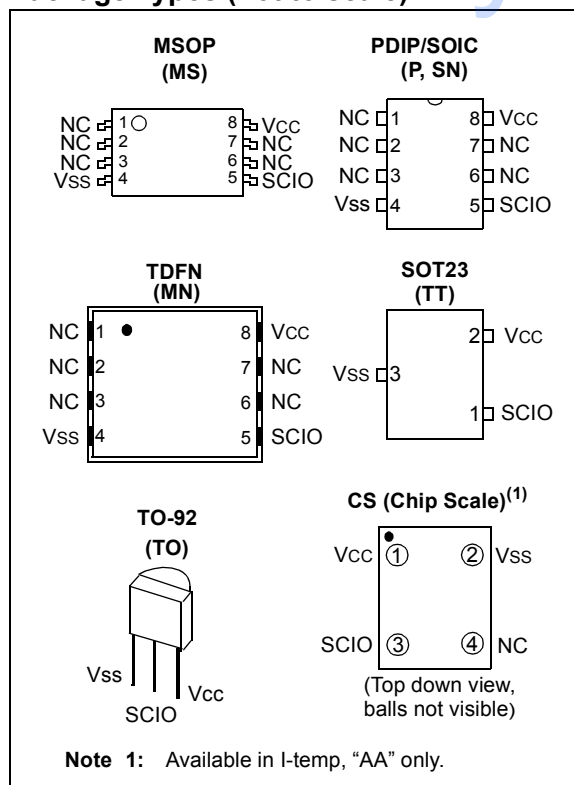 MSOP
(MS)
NC 1 8 VCC
NC 2 7 NC
NC 3 6 NC
VSS 4 5 SCIO
PDIP/SOIC
(P, SN)
NC 1 8 VCC
NC 2 7 NC
NC 3 6 NC
VSS 4 5 SCIO
TDFN
(MN)
NC 1 8 VCC
NC 2 7 NC
NC 3 6 NC
VSS 4 5 SCIO
SOT23
(TT)
2 VCC
VSS 3
1 SCIO
TO-92
(TO)
Vss
Vcc
SCIO
CS (Chip Scale)(1)
VCC 1 2 VSS
SCIO 3 4 NC
(Top down view,
balls not visible)
Note 1: Available in I-temp, “AA” only.